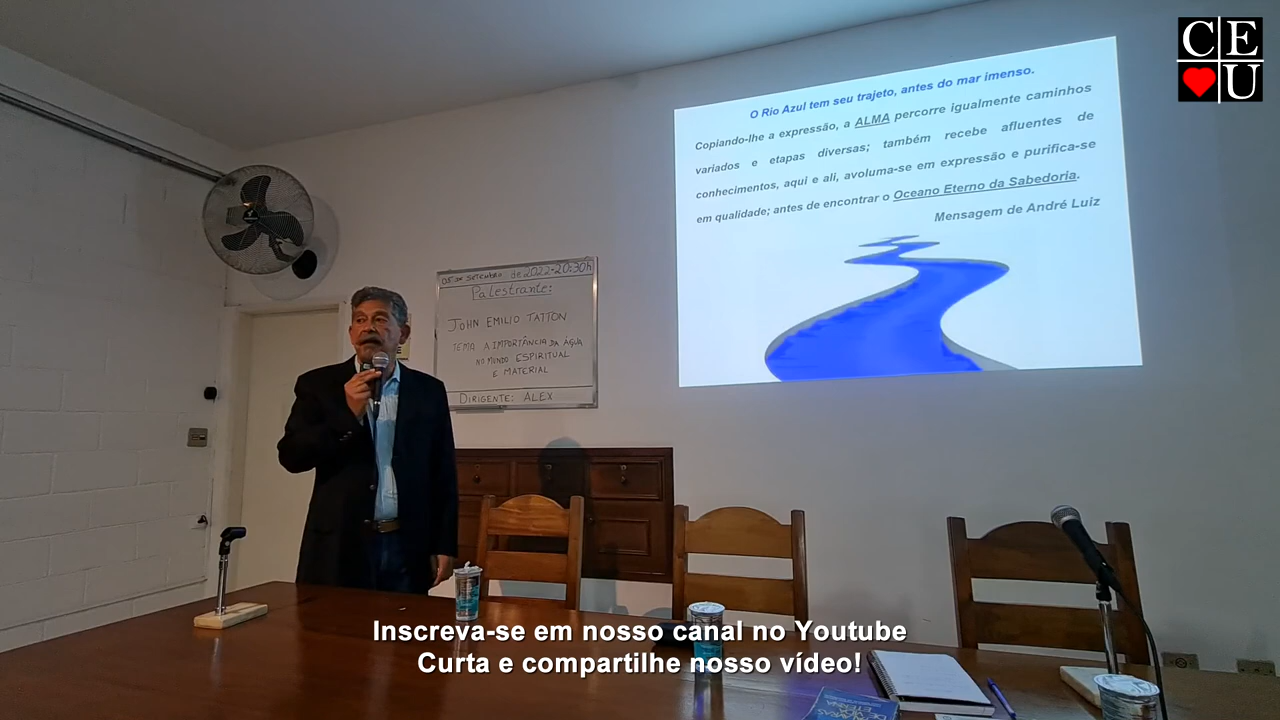 C E
U
O Rio Azul tem seu trajeto, antes do mar imenso.
Copiando-lhe a expressão, a ALMA percorre igualmente caminhos
variados e etapas diversas; também recebe afluentes de
conhecimentos, aqui e ali, avoluma-se em expressão e purifica-se
em qualidade; antes de encontrar o Oceano Eterno da Sabedoria.
Mensagem de André Luiz
05 DE SETEMBRO de 2022-20:30h
Palestrante:
JOHN EMILIO TATTON
TEMA A IMPORTÂNCIA DA ÁGUA
NO MUNDO ESPIRITUAL
E MATERIAL
DIRIGENTE: ALEX
Inscreva-se em nosso canal no Youtube
Curta e compartilhe nosso vídeo!